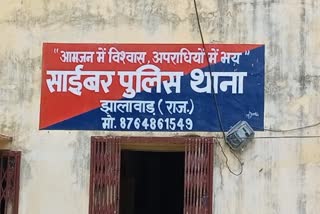 "आमजन में विश्वास, अपराधियों में भय"
साईबर पुलिस थाना
झालावाड़ (राज.)
मो. 8764861549